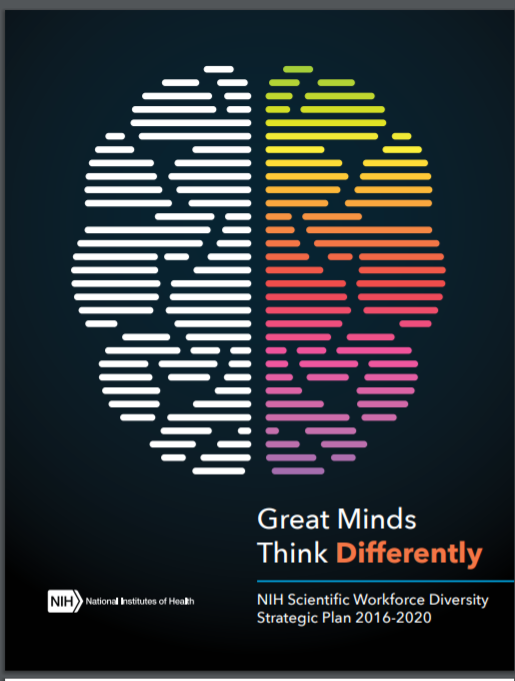 Great Minds
Think Differently
NIH National Institutes of Health
NIH Scientific Workforce Diversity
Strategic Plan 2016-2020